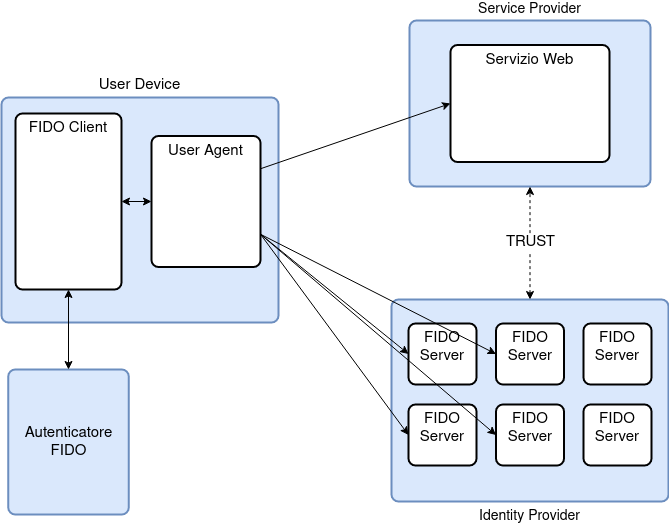 Service Provider
Servizio Web
User Device
FIDO Client
User Agent
TRUST
FIDO
Server
FIDO
Server
FIDO
Server
FIDO
Server
FIDO
Server
FIDO
Server
Autenticatore
FIDO
Identity Provider